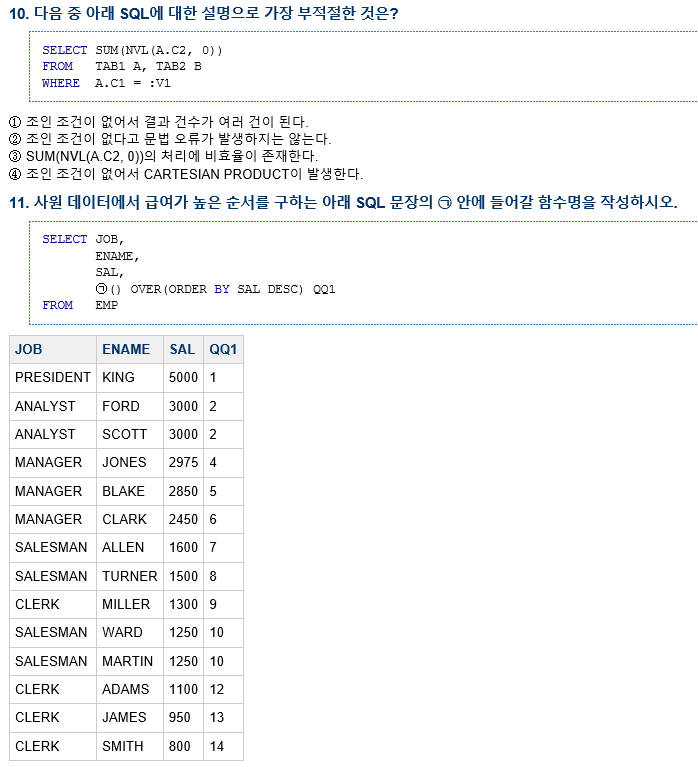 10. 다음 중 아래 SQL에 대한 설명으로 가장 부적절한 것은?
SELECT SUM(NVL(A.C2, 0))
FROM TAB1 A, TAB2 B
WHERE A.C1 = :V1
① 조인 조건이 없어서 결과 건수가 여러 건이 된다.
② 조인 조건이 없다고 문법 오류가 발생하지는 않는다.
③ SUM(NVL(A.C2, 0))의 처리에 비효율이 존재한다.
④ 조인 조건이 없어서 CARTESIAN PRODUCT이 발생한다.
11. 사원 데이터에서 급여가 높은 순서를 구하는 아래 SQL 문장의 ㉠ 안에 들어갈 함수명을 작성하시오.
SELECT JOB,
ENAME,
SAL,
㉠() OVER(ORDER BY SAL DESC) QQ1
FROM EMP
JOB ENAME SAL QQ1
PRESIDENT KING 5000 1
ANALYST FORD 3000 2
ANALYST SCOTT 3000 2
MANAGER JONES 2975 4
MANAGER BLAKE 2850 5
MANAGER CLARK 2450 6
SALESMAN ALLEN 1600 7
SALESMAN TURNER 1500 8
CLERK MILLER 1300 9
SALESMAN WARD 1250 10
SALESMAN MARTIN 1250 10
CLERK ADAMS 1100 12
CLERK JAMES 950 13
CLERK SMITH 800 14